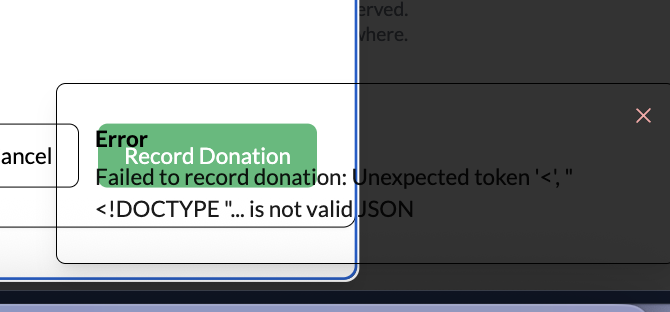 erved.
where.
ancel
Record Donation
Error
Failed to record donation: Unexpected token '<', "
<!DOCTYPE "... is not valid JSON